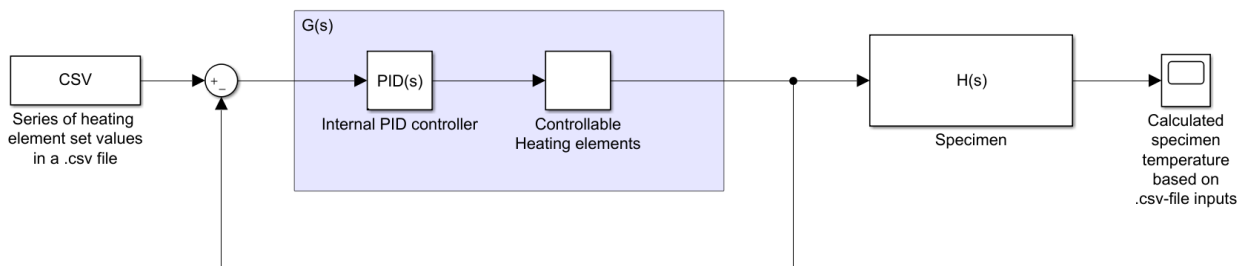 G(s)
CSV
+
−
PID(s)
H(s)
Series of heating
element set values
in a .csv file
Internal PID controller
Controllable
Heating elements
Specimen
Calculated
specimen
temperature
based on
.csv-file inputs